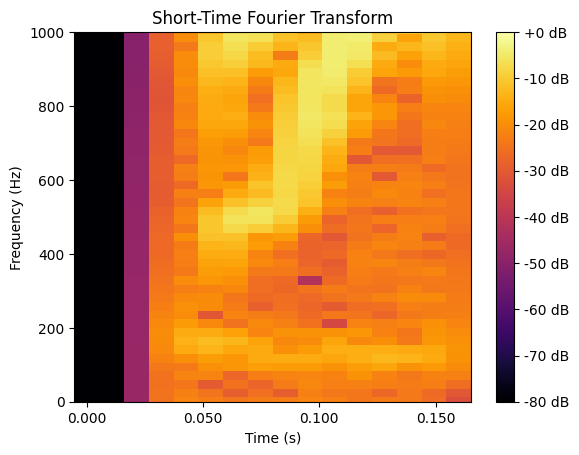 Short-Time Fourier Transform
Frequency (Hz)
1000
800
600
400
200
0
0.000
0.050
0.100
0.150
Time (s)
+0 dB
-10 dB
-20 dB
-30 dB
-40 dB
-50 dB
-60 dB
-70 dB
-80 dB